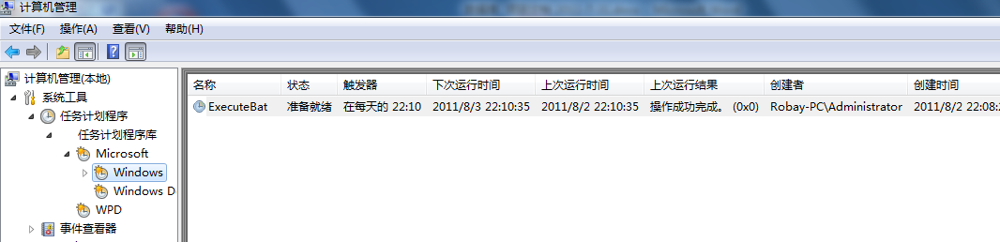 计算机管理
文件(F) 操作(A) 查看(V) 帮助(H)
计算机管理(本地)
系统工具
任务计划程序
任务计划程序库
Microsoft
Windows
Windows D
WPD
事件查看器
名称 状态 触发器 下次运行时间 上次运行时间 上次运行结果 创建者 创建时间
ExecuteBat 准备就绪 在每天的 22:10 2011/8/3 22:10:35 2011/8/2 22:10:35 操作成功完成。 (0x0) Robay-PC\Administrator 2011/8/2 22:08: